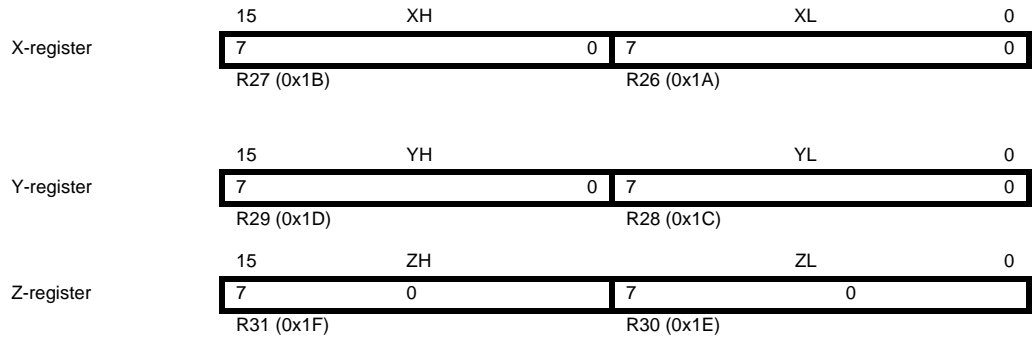 15 XH XL 0
X-register 7 0 7 0
R27 (0x1B) R26 (0x1A)
15 YH YL 0
Y-register 7 0 7 0
R29 (0x1D) R28 (0x1C)
15 ZH ZL 0
Z-register 7 0 7 0
R31 (0x1F) R30 (0x1E)